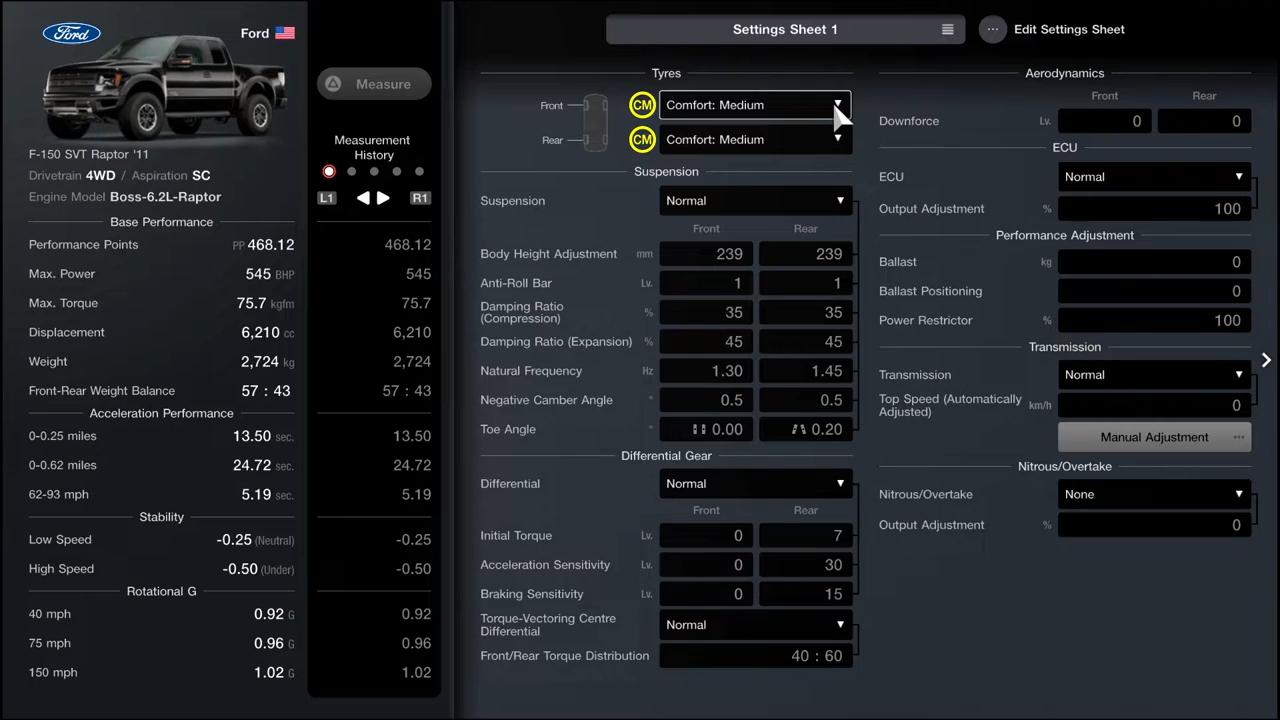 Ford
Ford
F-150 SVT Raptor '11
Drivetrain 4WD / Aspiration SC
Engine Model Boss-6.2L-Raptor
Base Performance
Performance Points PP 468.12
Max. Power 545 BHP
Max. Torque 75.7 kgfm
Displacement 6,210 cc
Weight 2,724 kg
Front-Rear Weight Balance 57 : 43
Acceleration Performance
0-0.25 miles 13.50 sec.
0-0.62 miles 24.72 sec.
62-93 mph 5.19 sec.
Stability
Low Speed -0.25 (Neutral)
High Speed -0.50 (Under)
Rotational G
40 mph 0.92 G
75 mph 0.96 G
150 mph 1.02 G
Measure
Measurement
History
L1 R1
468.12
545
75.7
6,210
2,724
57 : 43
13.50
24.72
5.19
-0.25
-0.50
0.92
0.96
1.02
Settings Sheet 1
Edit Settings Sheet
Tyres
Front CM Comfort: Medium
Rear CM Comfort: Medium
Suspension
Suspension Normal
Front Rear
Body Height Adjustment mm 239 239
Anti-Roll Bar Lv. 1 1
Damping Ratio
(Compression) % 35 35
Damping Ratio (Expansion) % 45 45
Natural Frequency Hz 1.30 1.45
Negative Camber Angle ° 0.5 0.5
Toe Angle ° 0.00 0.20
Differential Gear
Differential Normal
Front Rear
Initial Torque Lv. 0 7
Acceleration Sensitivity Lv. 0 30
Braking Sensitivity Lv. 0 15
Torque-Vectoring Centre
Differential Normal
Front/Rear Torque Distribution 40 : 60
Aerodynamics
Front Rear
Downforce Lv. 0 0
ECU
ECU Normal
Output Adjustment % 100
Performance Adjustment
Ballast kg 0
Ballast Positioning 0
Power Restrictor % 100
Transmission
Transmission Normal
Top Speed (Automatically
Adjusted) km/h 0
Manual Adjustment
Nitrous/Overtake
Nitrous/Overtake None
Output Adjustment % 0